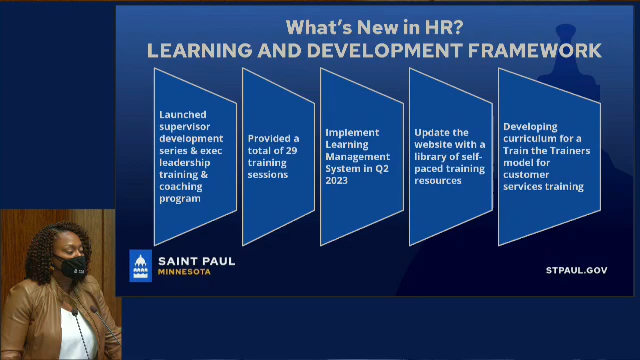 What's New in HR?
LEARNING AND DEVELOPMENT FRAMEWORK
Launched
supervisor
development
series & exec
leadership
training &
coaching
program
Provided a
total of 29
training
sessions
Implement
Learning
Management
System in Q2
2023
Update the
website with a
library of self-
paced training
resources
Developing
curriculum for a
Train the Trainers
model for
customer
services training
SAINT PAUL
MINNESOTA
STPAUL.GOV